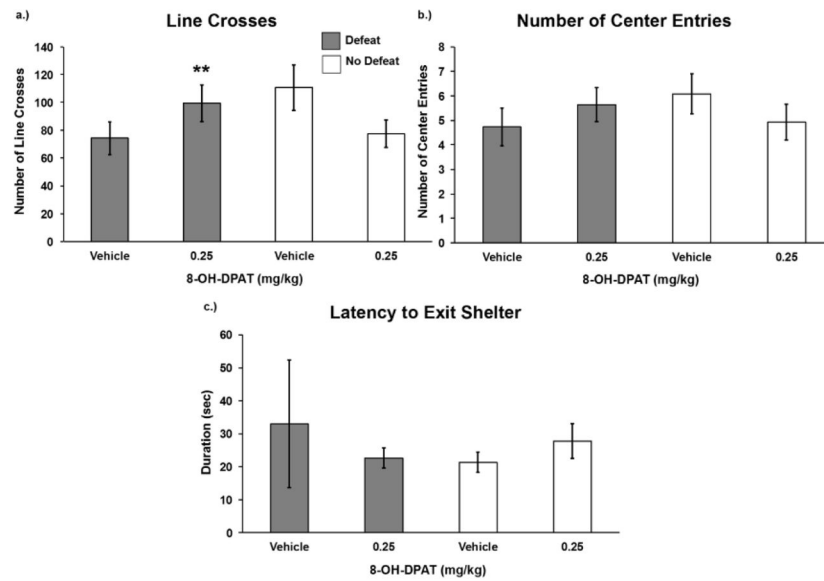 a.)
Line Crosses
Defeat
No Defeat
Number of Line Crosses
140
120
100
80
60
40
20
0
**
Vehicle 0.25 Vehicle 0.25
8-OH-DPAT (mg/kg)
b.)
Number of Center Entries
Number of Center Entries
8
7
6
5
4
3
2
1
0
Vehicle 0.25 Vehicle 0.25
8-OH-DPAT (mg/kg)
c.)
Latency to Exit Shelter
Duration (sec)
60
50
40
30
20
10
0
Vehicle 0.25 Vehicle 0.25
8-OH-DPAT (mg/kg)